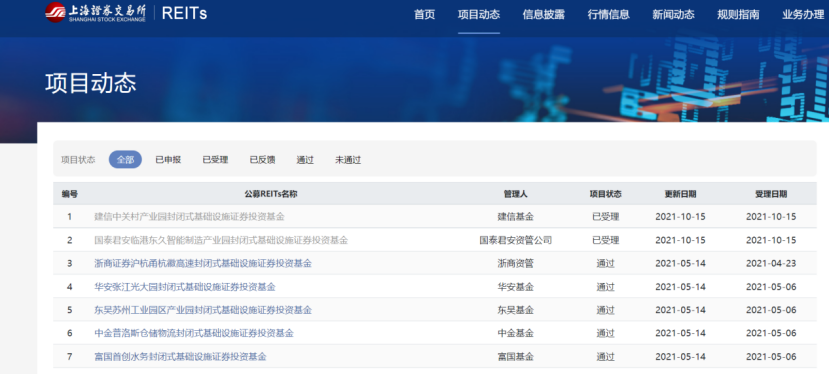 上海證券交易所 REITs
SHANGHAI STOCK EXCHANGE
首页 项目动态 信息披露 行情信息 新闻动态 规则指南 业务办理
项目动态
项目状态 全部 已申报 已受理 已反馈 通过 未通过
编号 公募REITs名称 管理人 项目状态 更新日期 受理日期
1 建信中关村产业园封闭式基础设施证券投资基金 建信基金 已受理 2021-10-15 2021-10-15
2 国泰君安临港东久智能制造产业园封闭式基础设施证券投资基金 国泰君安资管公司 已受理 2021-10-15 2021-10-15
3 浙商证券沪杭甬杭徽高速封闭式基础设施证券投资基金 浙商资管 通过 2021-05-14 2021-04-23
4 华安张江光大园封闭式基础设施证券投资基金 华安基金 通过 2021-05-14 2021-05-06
5 东吴苏州工业园区产业园封闭式基础设施证券投资基金 东吴基金 通过 2021-05-14 2021-05-06
6 中金普洛斯仓储物流封闭式基础设施证券投资基金 中金基金 通过 2021-05-14 2021-05-06
7 富国首创水务封闭式基础设施证券投资基金 富国基金 通过 2021-05-14 2021-05-06